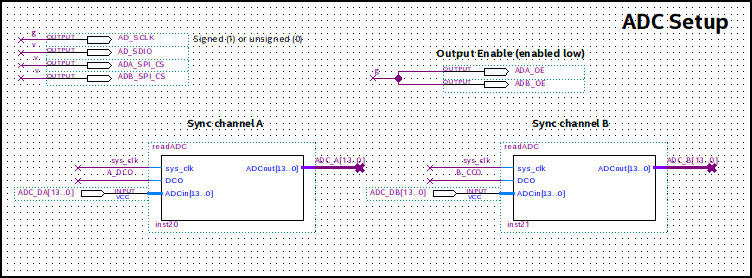 ADC Setup
g OUTPUT AD_SCLK Signed (1) or unsigned (0)
v OUTPUT AD_SDIO
v OUTPUT ADA_SPI_CS
v OUTPUT ADB_SPI_CS
Output Enable (enabled low)
g OUTPUT ADA_OE
OUTPUT ADB_OE
Sync channel A
readADC
sys_clk
A_DCO
ADC_DA[13..0] INPUT
VCC
sys_clk ADCout[13..0] ADC_A[13..0]
DCO
ADCin[13..0]
inst20
Sync channel B
readADC
sys_clk
B_CCO
ADC_DB[13..0] INPUT
VCC
sys_clk ADCout[13..0] ADC_B[13..0]
DCO
ADCin[13..0]
inst21